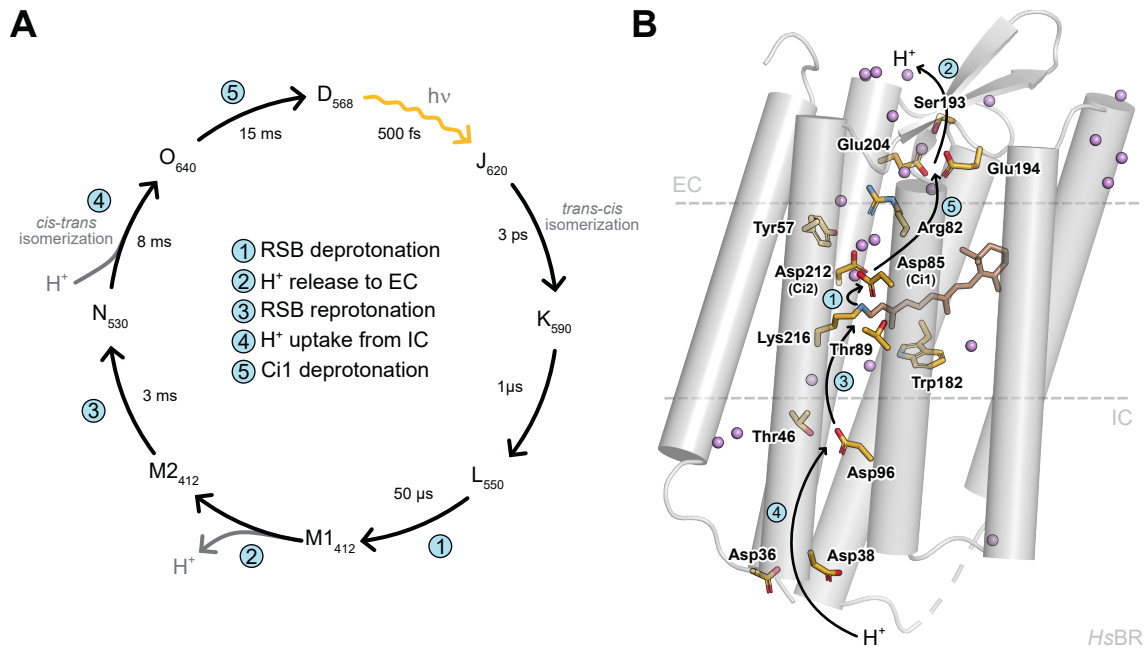 A
D568
hν
500 fs
J620
trans-cis
isomerization
3 ps
K590
1µs
L550
50 µs
1
M1412
2
H⁺
M2412
3
3 ms
N530
H⁺
cis-trans
isomerization
8 ms
4
O640
15 ms
5
1 RSB deprotonation
2 H⁺ release to EC
3 RSB reprotonation
4 H⁺ uptake from IC
5 Ci1 deprotonation
B
H⁺
2
Ser193
Glu204
Glu194
EC
5
Arg82
Tyr57
Asp212
(Ci2)
Asp85
(Ci1)
1
Lys216
Thr89
Trp182
3
IC
Thr46
Asp96
4
Asp36
Asp38
H⁺
HsBR